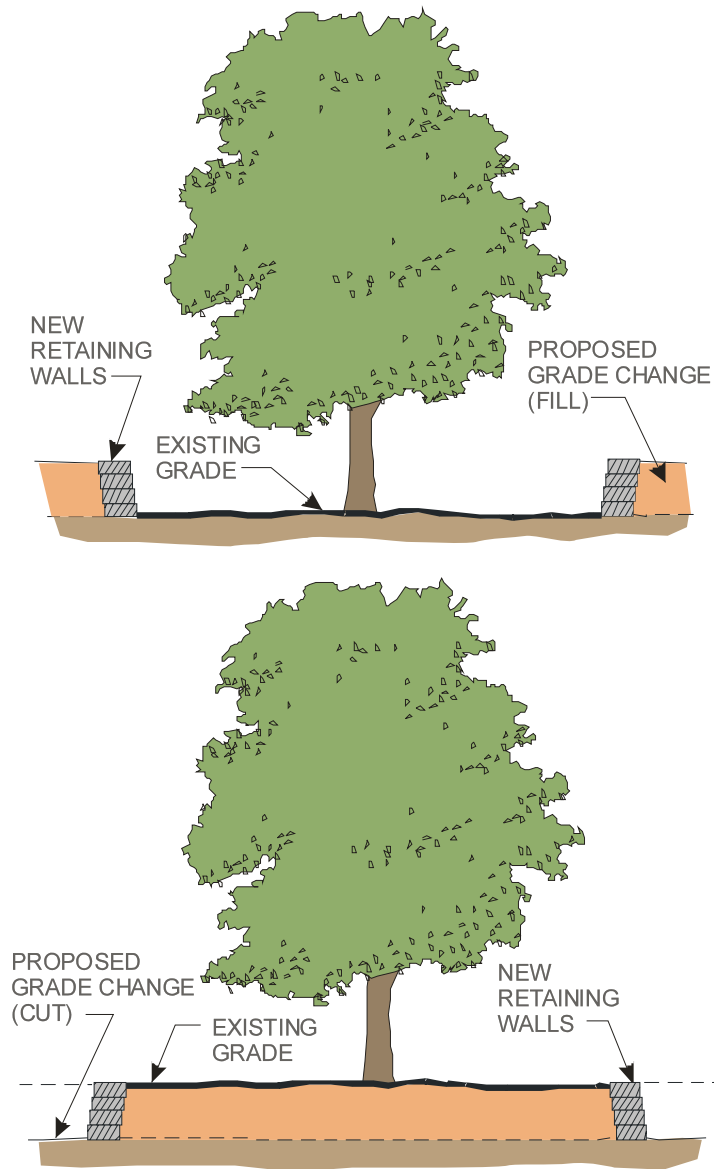 NEW
RETAINING
WALLS
PROPOSED
GRADE CHANGE
(FILL)
EXISTING
GRADE
PROPOSED
GRADE CHANGE
(CUT)
EXISTING
GRADE
NEW
RETAINING
WALLS